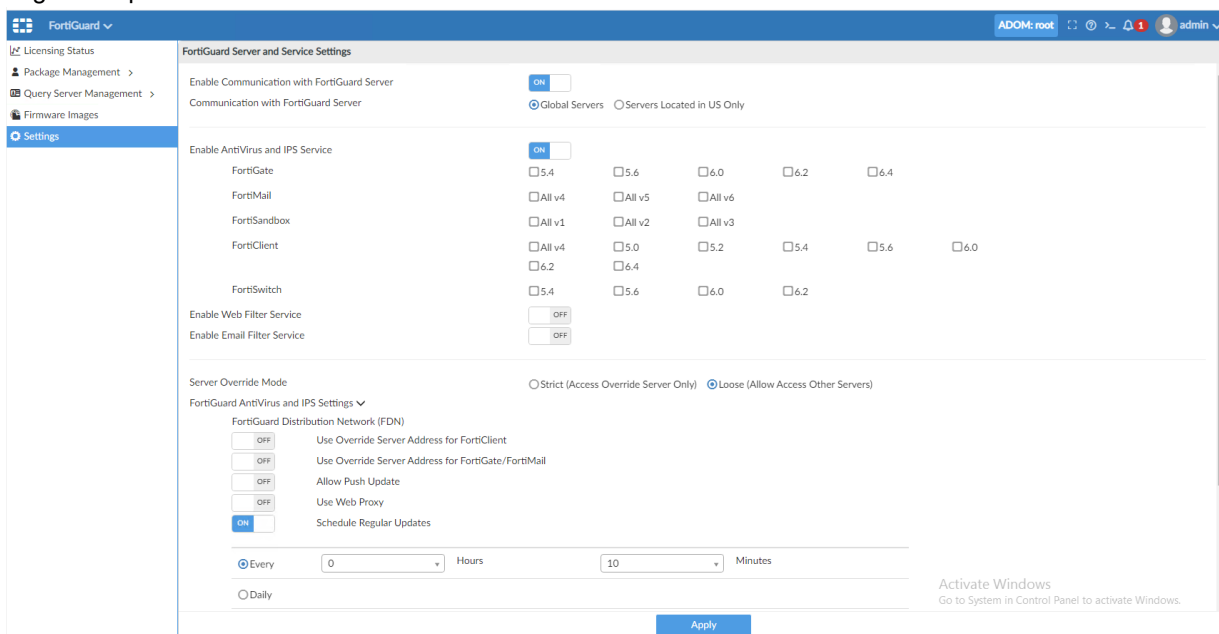 FortiGuard ADOM: root 1 admin
Licensing Status
Package Management
Query Server Management
Firmware Images
Settings
FortiGuard Server and Service Settings
Enable Communication with FortiGuard Server ON
Communication with FortiGuard Server Global Servers Servers Located in US Only
Enable AntiVirus and IPS Service ON
FortiGate 5.4 5.6 6.0 6.2 6.4
FortiMail All v4 All v5 All v6
FortiSandbox All v1 All v2 All v3
FortiClient All v4 5.0 5.2 5.4 5.6 6.0
6.2 6.4
FortiSwitch 5.4 5.6 6.0 6.2
Enable Web Filter Service OFF
Enable Email Filter Service OFF
Server Override Mode Strict (Access Override Server Only) Loose (Allow Access Other Servers)
FortiGuard AntiVirus and IPS Settings
FortiGuard Distribution Network (FDN)
OFF Use Override Server Address for FortiClient
OFF Use Override Server Address for FortiGate/FortiMail
OFF Allow Push Update
OFF Use Web Proxy
ON Schedule Regular Updates
Every 0 Hours 10 Minutes
Daily
Activate Windows
Go to System in Control Panel to activate Windows.
Apply